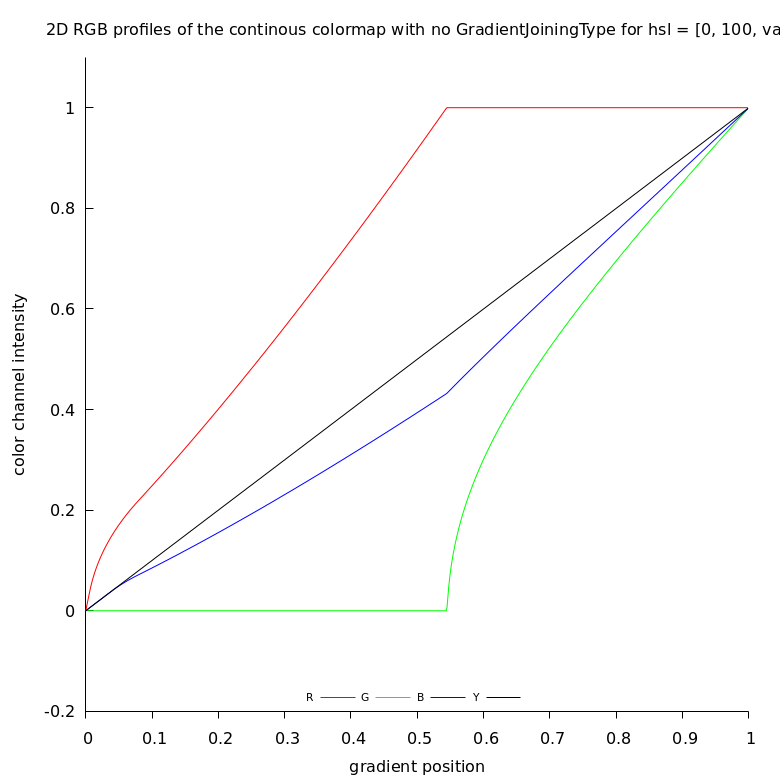 2D RGB profiles of the continous colormap with no GradientJoiningType for hsl = [0, 100, va
1
0.8
0.6
0.4
0.2
0
-0.2
color channel intensity
R G B Y
0 0.1 0.2 0.3 0.4 0.5 0.6 0.7 0.8 0.9 1
gradient position